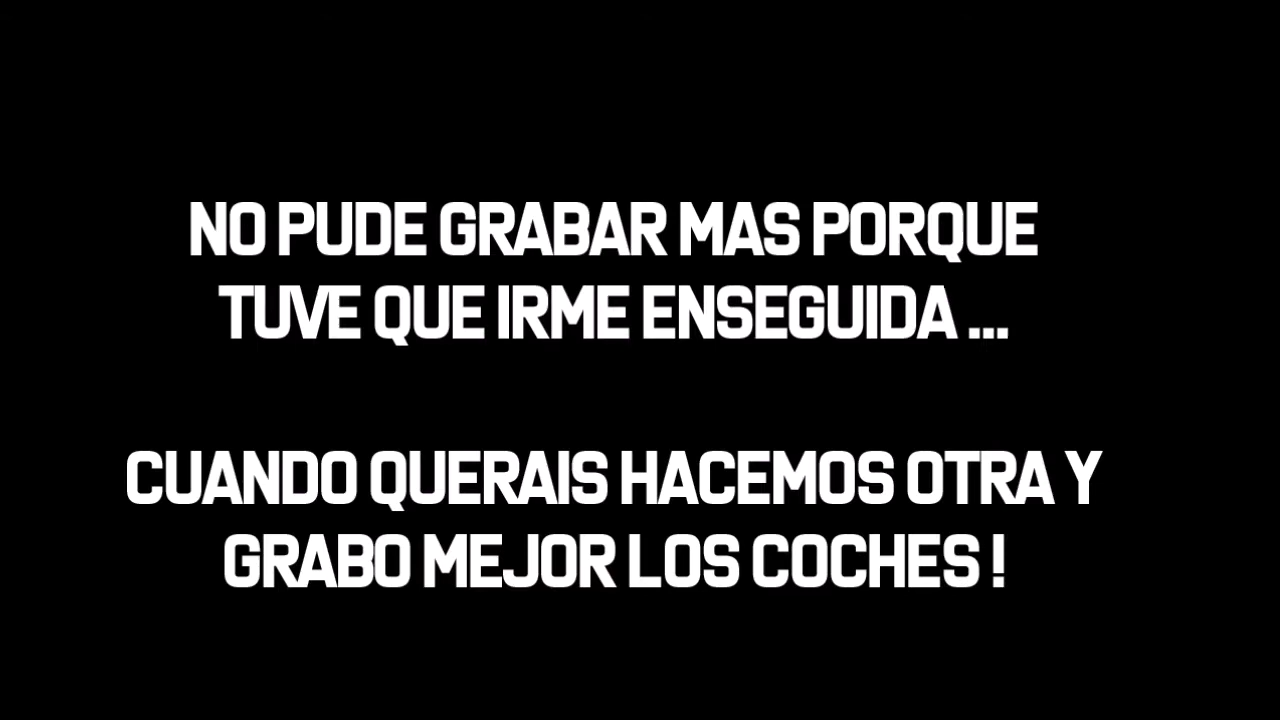 NO PUDE GRABAR MAS PORQUE
TUVE QUE IRME ENSEGUIDA ...
CUANDO QUERAIS HACEMOS OTRA Y
GRABO MEJOR LOS COCHES !